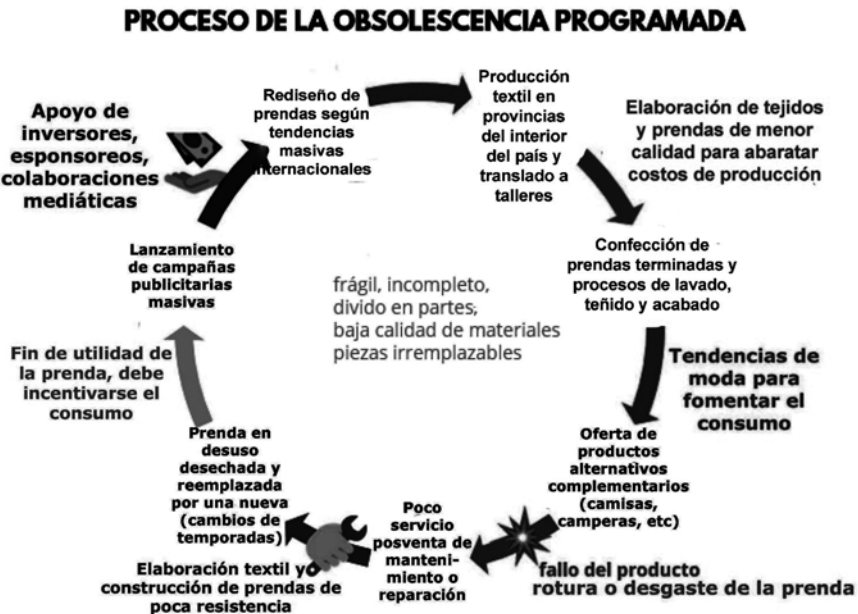 PROCESO DE LA OBSOLESCENCIA PROGRAMADA
Apoyo de
inversores,
esponsoreos,
colaboraciones
mediáticas
Rediseño de
prendas según
tendencias
masivas
internacionales
Producción
textil en
provincias
del interior
del país y
translado a
talleres
Elaboración de tejidos
y prendas de menor
calidad para abaratar
costos de producción
Confección de
prendas terminadas y
procesos de lavado,
teñido y acabado
Tendencias de
moda para
fomentar el
consumo
Oferta de
productos
alternativos
complementarios
(camisas,
camperas, etc)
fallo del producto
rotura o desgaste de la prenda
Poco
servicio
posventa de
manteni-
miento o
reparación
Elaboración textil y
construcción de prendas de
poca resistencia
Prenda en
desuso
desechada y
reemplazada
por una nueva
(cambios de
temporadas)
Fin de utilidad de
la prenda, debe
incentivarse el
consumo
Lanzamiento
de campañas
publicitarias
masivas
frágil, incompleto,
divido en partes,
baja calidad de materiales
piezas irremplazables